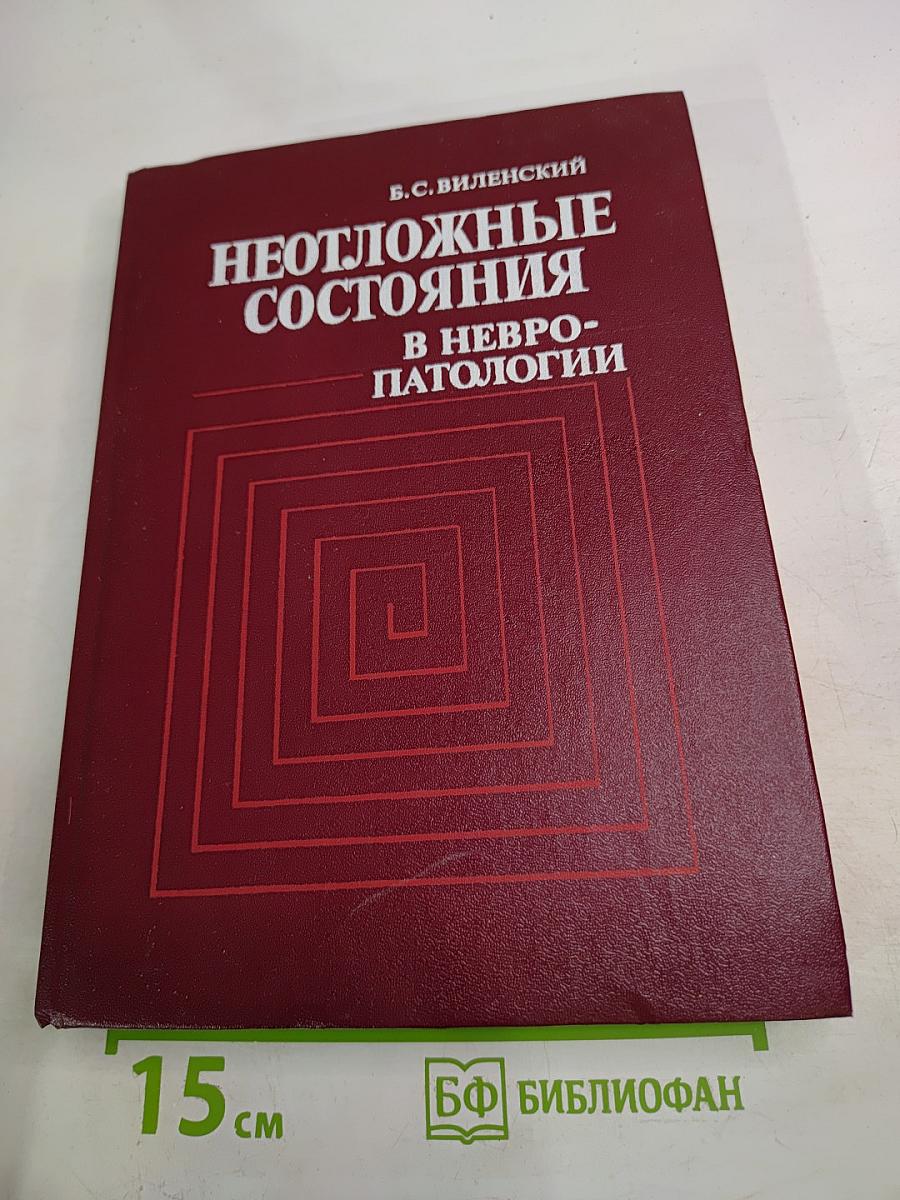 Б. С. ВИЛЕНСКИЙ
НЕОТЛОЖНЫЕ
СОСТОЯНИЯ
В НЕВРО-
ПАТОЛОГИИ
15 см
БФ БИБЛИОФАН